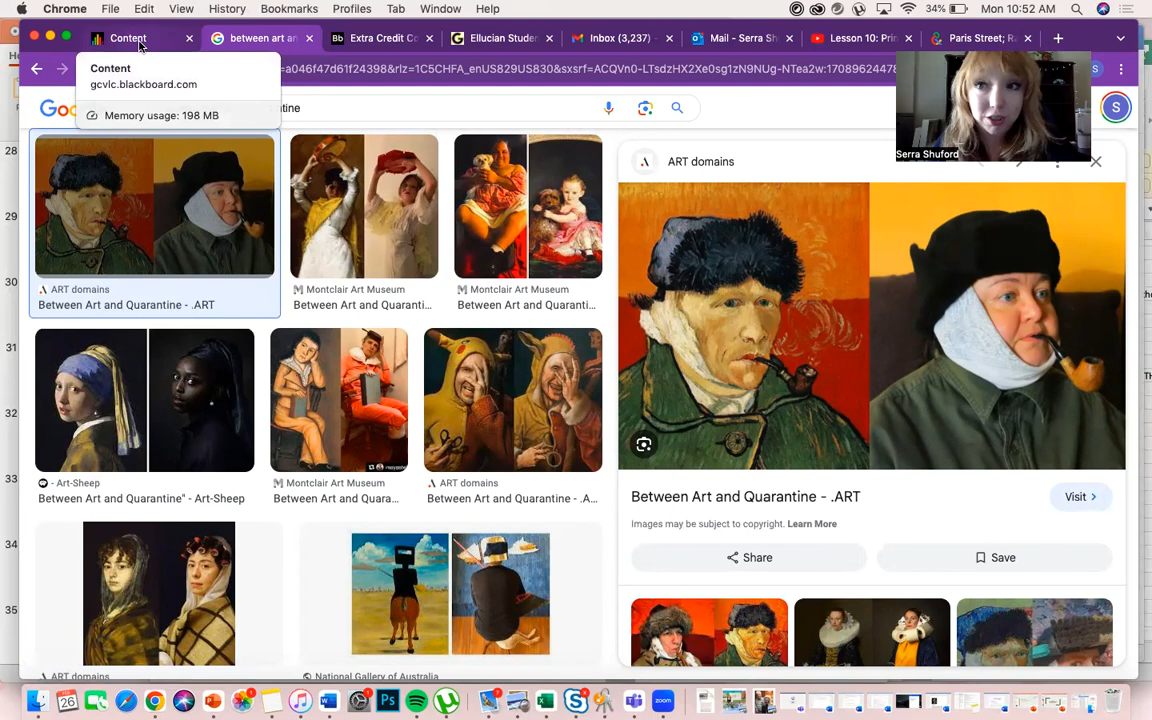 Chrome File Edit View History Bookmarks Profiles Tab Window Help 34% Mon 10:52 AM
Content between art an Bb Extra Credit Co Ellucian Studen Inbox (3,237) - Mail - Serra Sh Lesson 10: Prin Paris Street; Ra
Content
gcvlc.blackboard.com
Memory usage: 198 MB
=a046f47d61f24398&rlz=1C5CHFA_enUS829US830&sxsrf=ACQVn0-LTsdzHX2Xe0sg1zN9NUg-NTea2w:1708962447
S
Goo
ntine
S
Serra Shuford
28
29
30
31
32
33
34
35
ART domains
Between Art and Quarantine - .ART
Montclair Art Museum
Between Art and Quaranti...
Montclair Art Museum
Between Art and Quaranti...
- Art-Sheep
Between Art and Quarantine" - Art-Sheep
Montclair Art Museum
Between Art and Quara...
ART domains
Between Art and Quarantine - .A...
ART domains
National Gallery of Australia
ART domains
Between Art and Quarantine - .ART
Visit
Images may be subject to copyright. Learn More
Share
Save
26